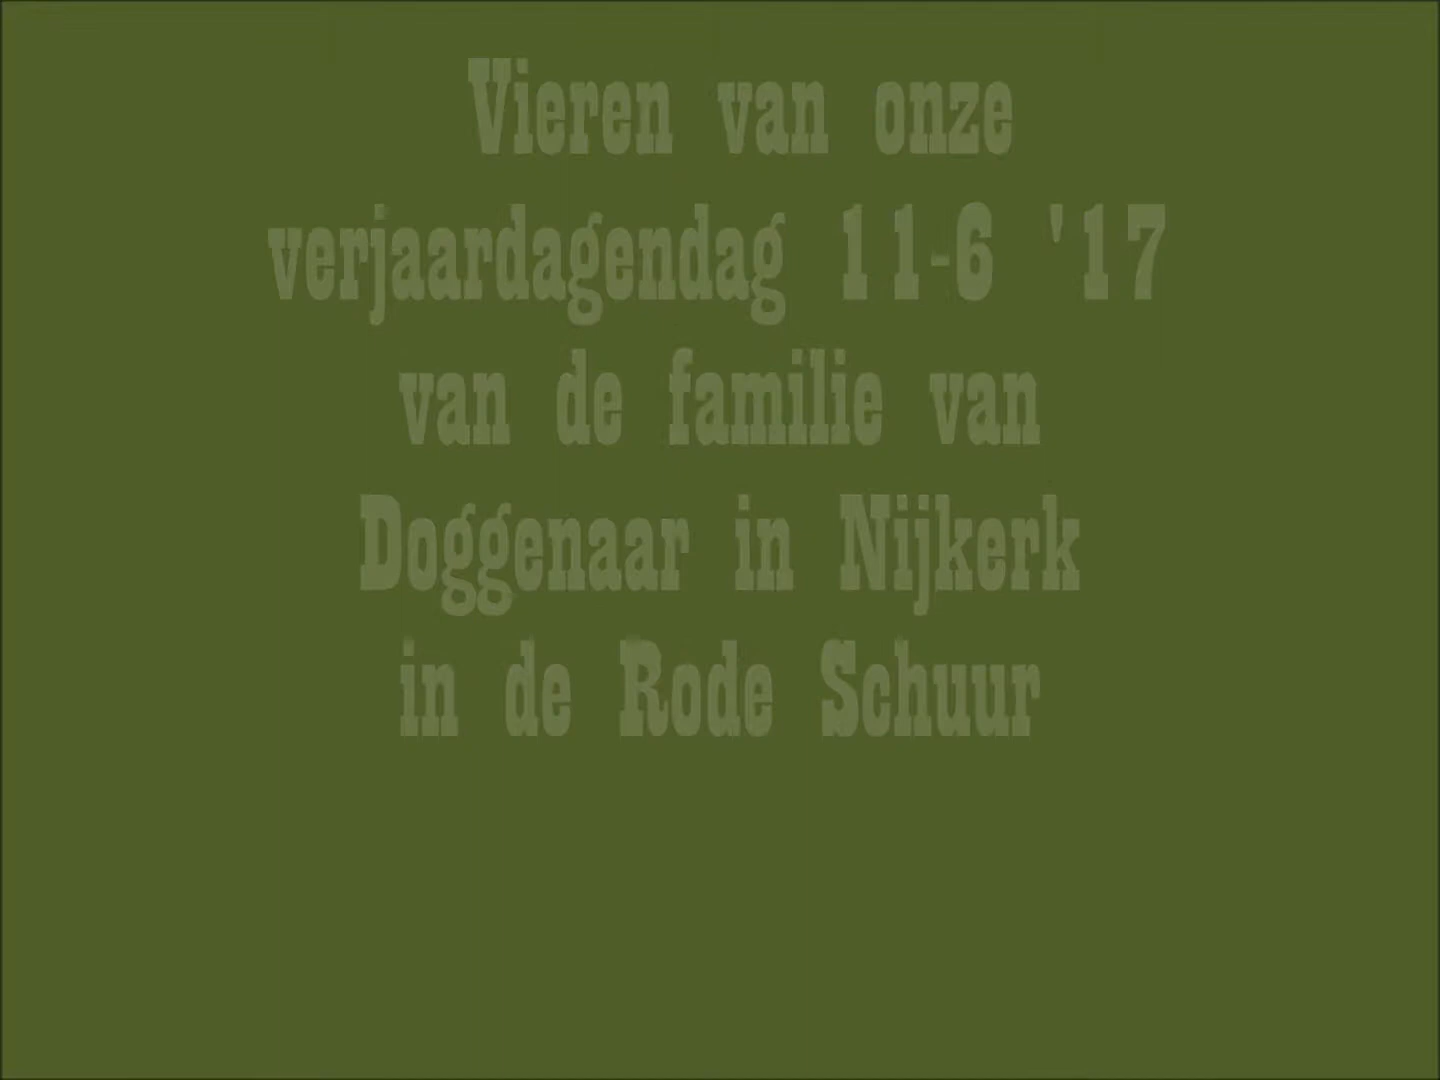 Vieren van onze
verjaardagendag 11-6 '17
van de familie van
Doggenaar in Nijkerk
in de Rode Schuur